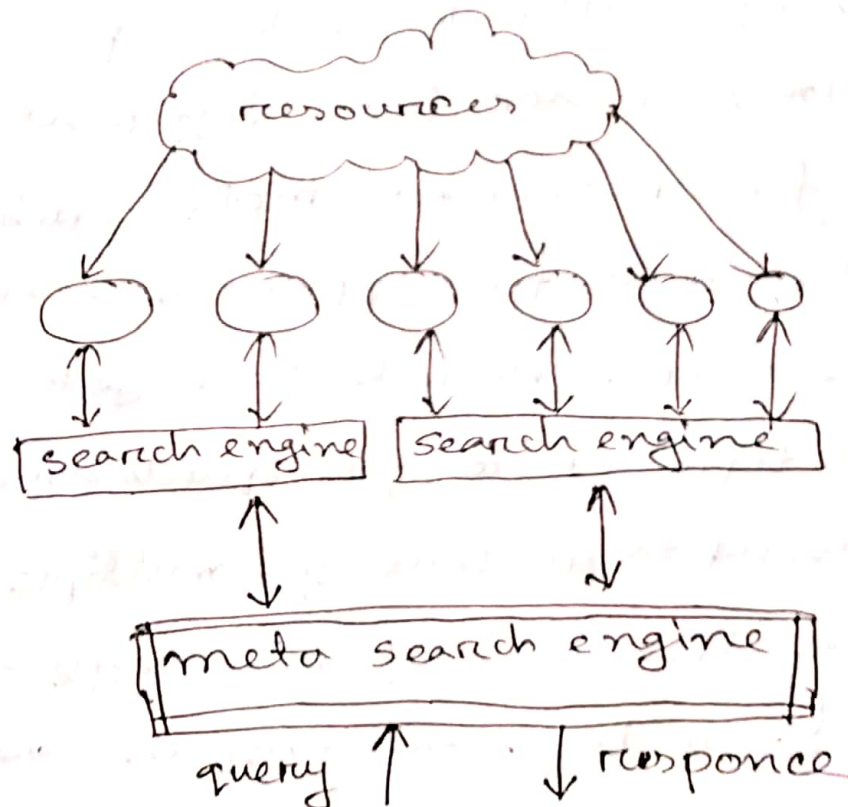 resources
search engine
search engine
meta search engine
query
responce